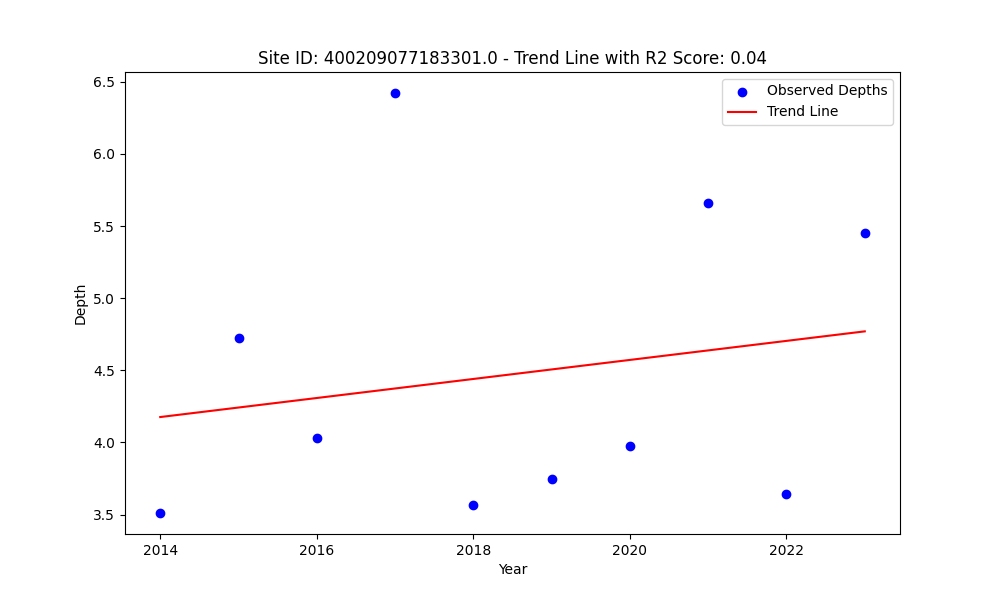 Site ID: 400209077183301.0 - Trend Line with R2 Score: 0.04
Observed Depths
Trend Line
6.5
6.0
5.5
5.0
4.5
4.0
3.5
Depth
2014
2016
2018
2020
2022
Year